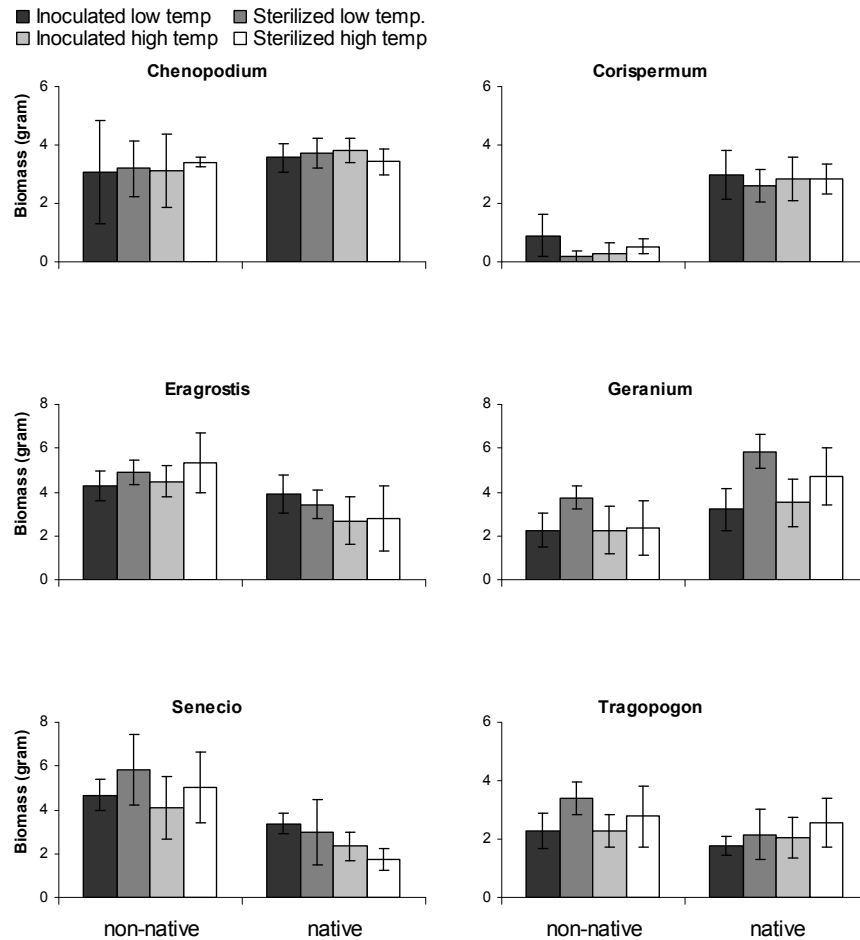 Inoculated low temp Sterilized low temp.
Inoculated high temp Sterilized high temp
Chenopodium
Corispermum
Biomass (gram)
6
4
2
0
6
4
2
0
Eragrostis
Geranium
Biomass (gram)
8
6
4
2
0
8
6
4
2
0
Senecio
Tragopogon
Biomass (gram)
8
6
4
2
0
6
4
2
0
non-native native
non-native native